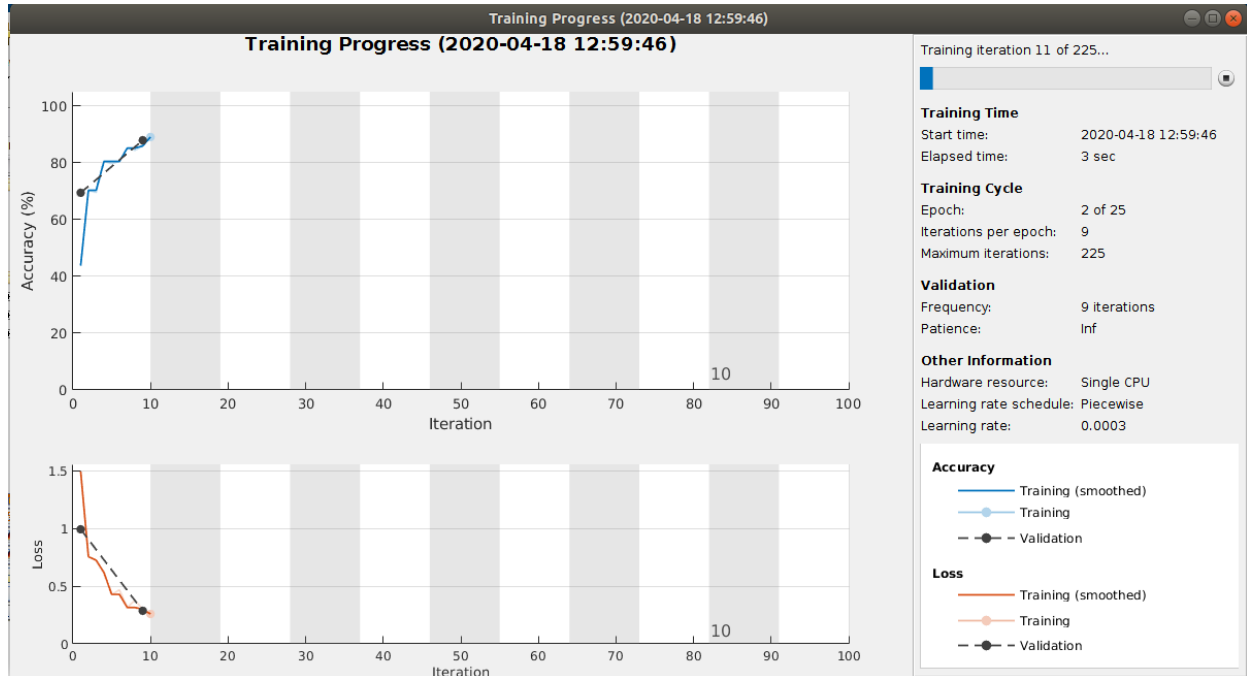 Training Progress (2020-04-18 12:59:46)
Training Progress (2020-04-18 12:59:46)
100
80
60
40
20
0
Accuracy (%)
10
0 10 20 30 40 50 60 70 80 90 100
Iteration
1.5
1
0.5
0
Loss
10
0 10 20 30 40 50 60 70 80 90 100
Iteration
Training iteration 11 of 225...
Training Time
Start time: 2020-04-18 12:59:46
Elapsed time: 3 sec
Training Cycle
Epoch: 2 of 25
Iterations per epoch: 9
Maximum iterations: 225
Validation
Frequency: 9 iterations
Patience: Inf
Other Information
Hardware resource: Single CPU
Learning rate schedule: Piecewise
Learning rate: 0.0003
Accuracy
Training (smoothed)
Training
Validation
Loss
Training (smoothed)
Training
Validation